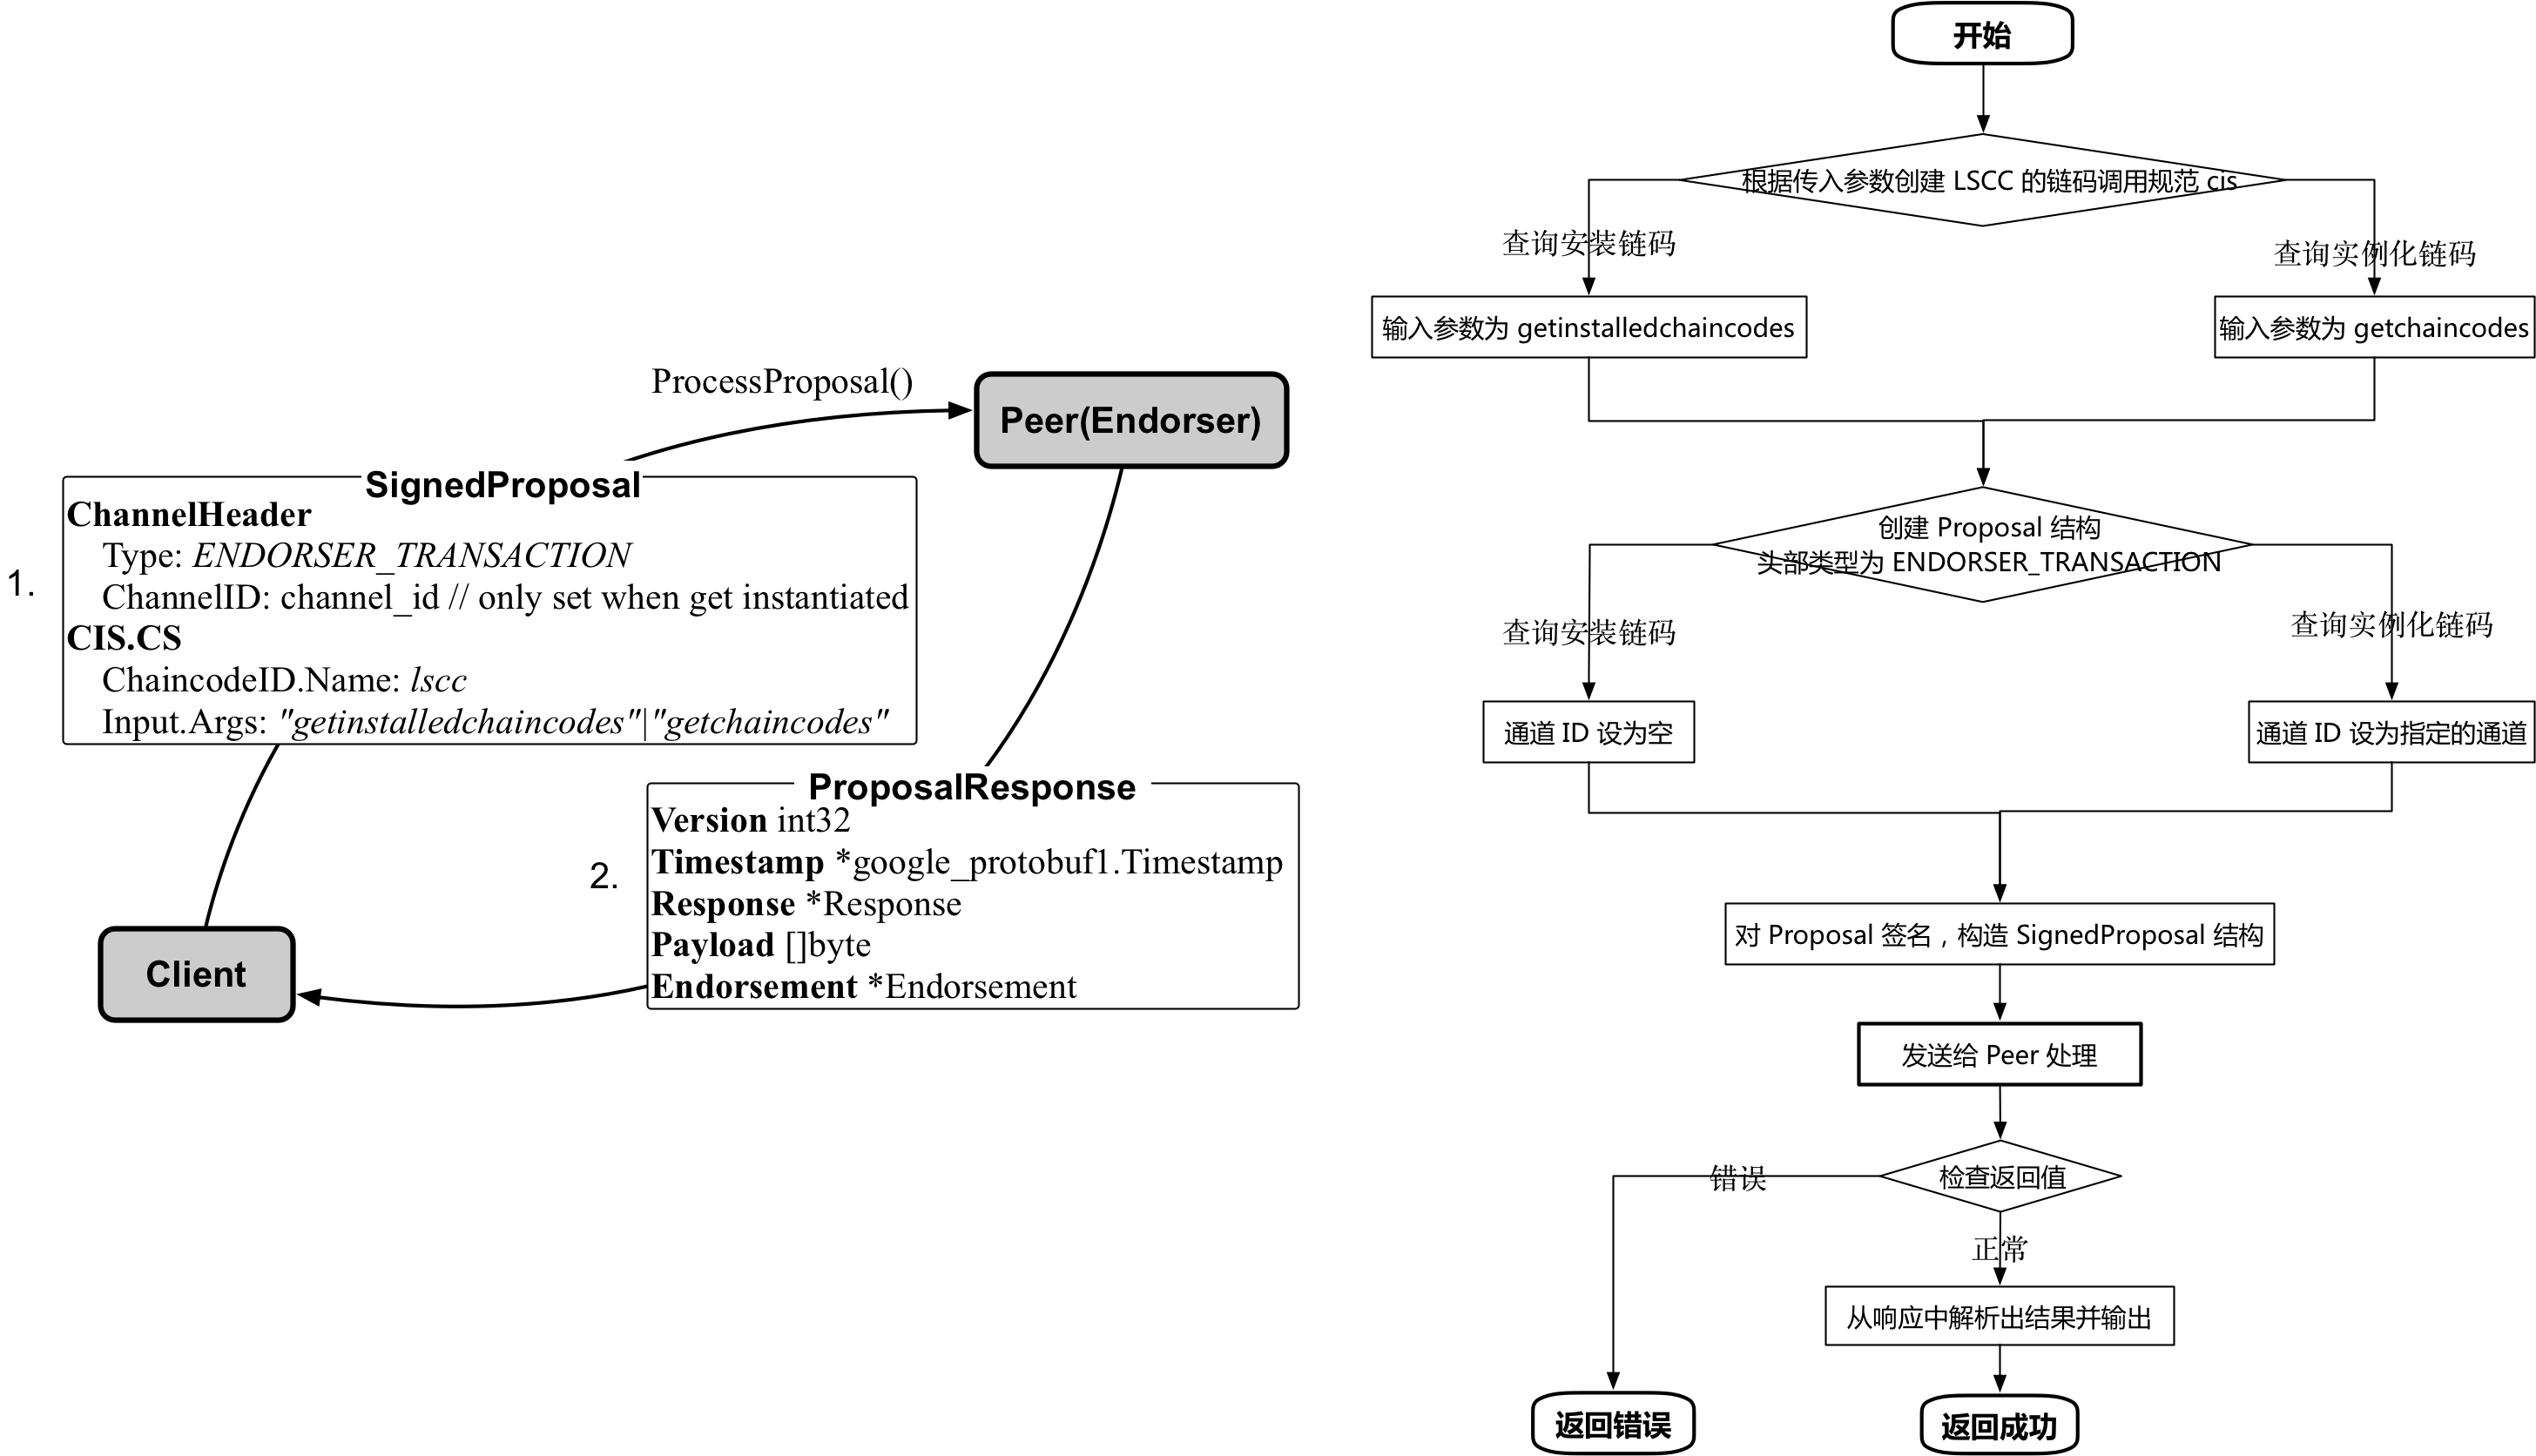 ProcessProposal()
Peer(Endorser)
1.
SignedProposal
ChannelHeader
Type: ENDORSER_TRANSACTION
ChannelID: channel_id // only set when get instantiated
CIS.CS
ChaincodeID.Name: lscc
Input.Args: "getinstalledchaincodes"|"getchaincodes"
2.
ProposalResponse
Version int32
Timestamp *google_protobuf1.Timestamp
Response *Response
Payload []byte
Endorsement *Endorsement
Client
开始
根据传入参数创建 LSCC 的链码调用规范 cis
查询安装链码
查询实例化链码
输入参数为 getinstalledchaincodes
输入参数为 getchaincodes
创建 Proposal 结构
头部类型为 ENDORSER_TRANSACTION
查询安装链码
查询实例化链码
通道 ID 设为空
通道 ID 设为指定的通道
对 Proposal 签名，构造 SignedProposal 结构
发送给 Peer 处理
检查返回值
错误
正常
从响应中解析出结果并输出
返回错误
返回成功